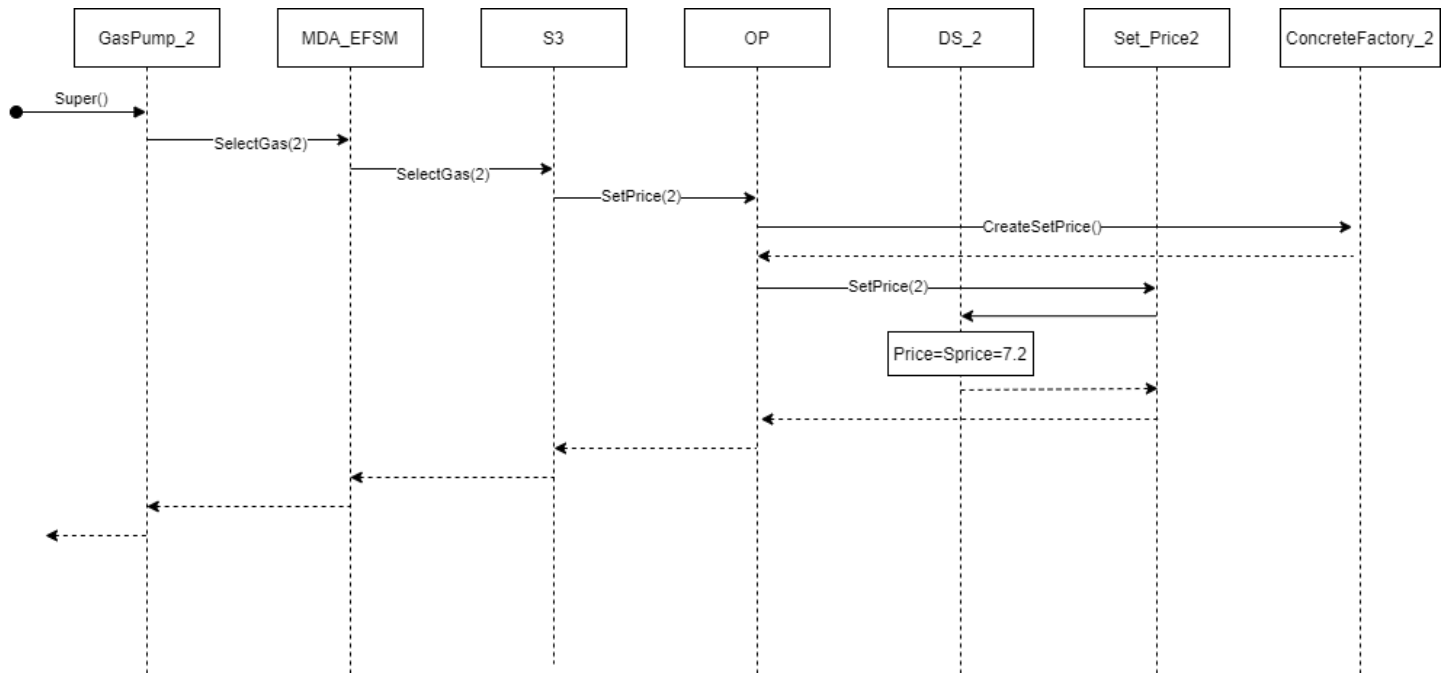 GasPump_2
MDA_EFSM
S3
OP
DS_2
Set_Price2
ConcreteFactory_2
Super()
SelectGas(2)
SelectGas(2)
SetPrice(2)
CreateSetPrice()
SetPrice(2)
Price=Sprice=7.2